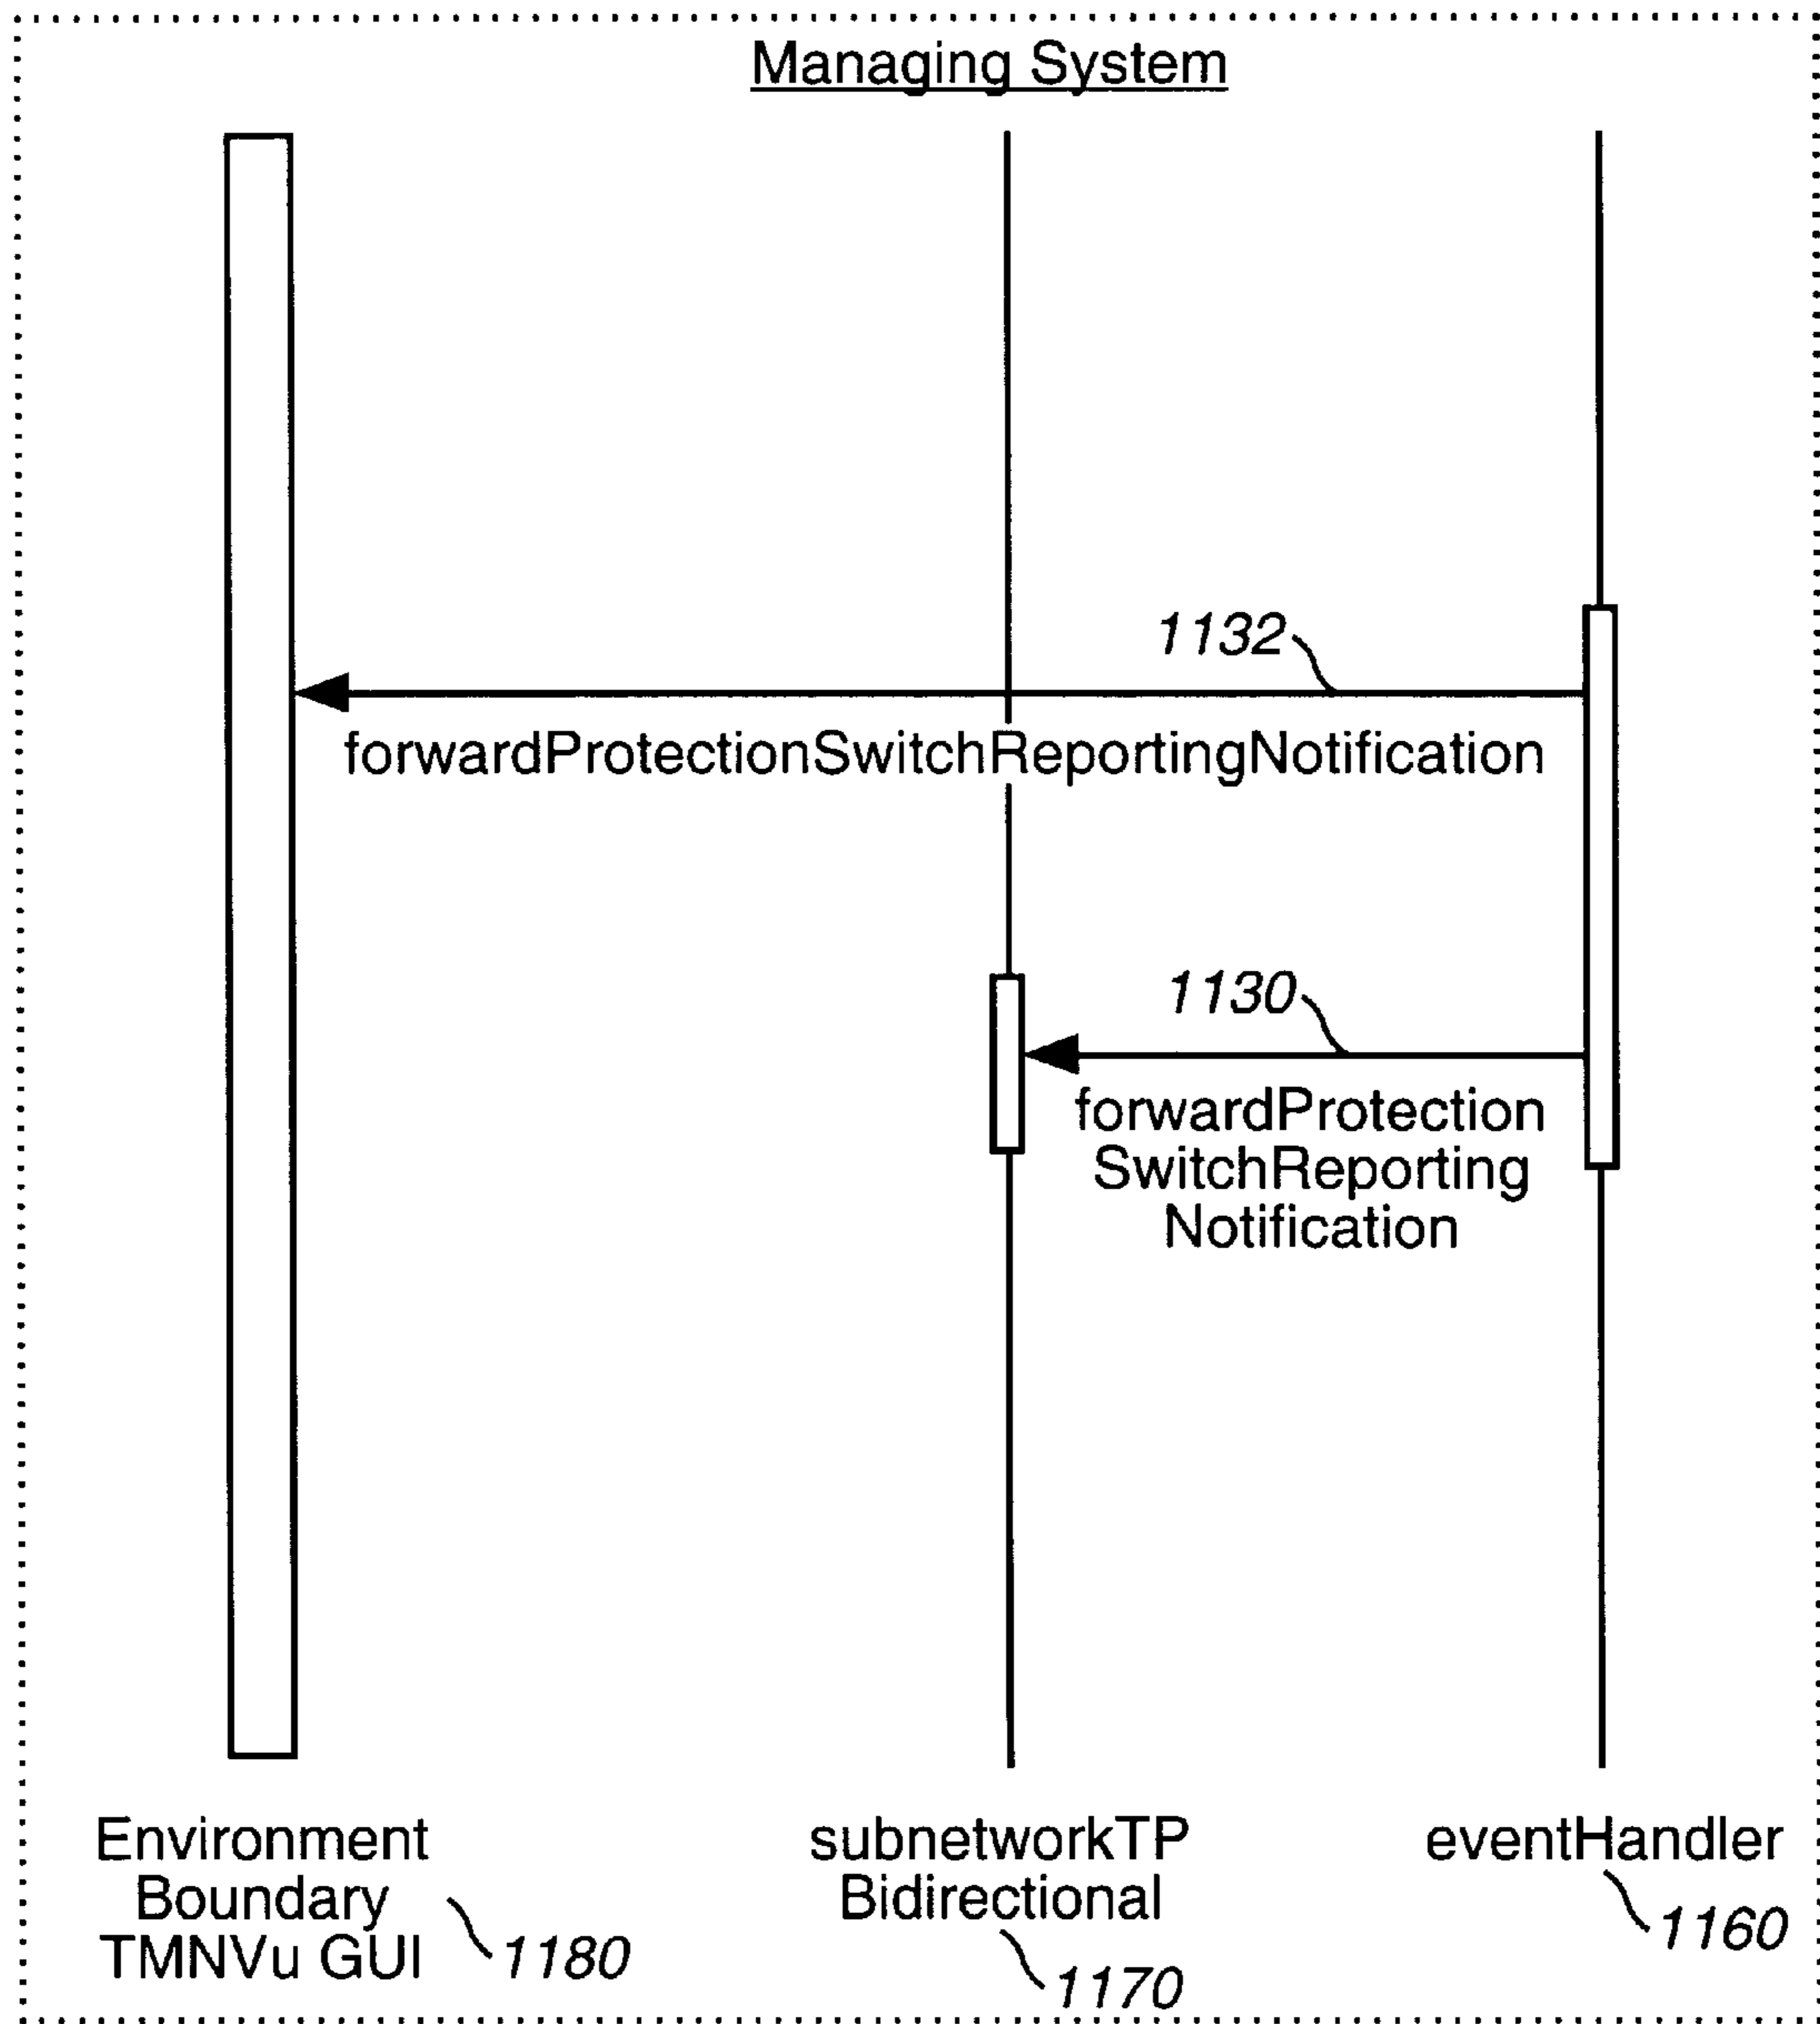 Managing System
1132
forwardProtectionSwitchReportingNotification
1130
forwardProtection
SwitchReporting
Notification
Environment
Boundary
TMNVu GUI
1180
subnetworkTP
Bidirectional
1170
eventHandler
1160